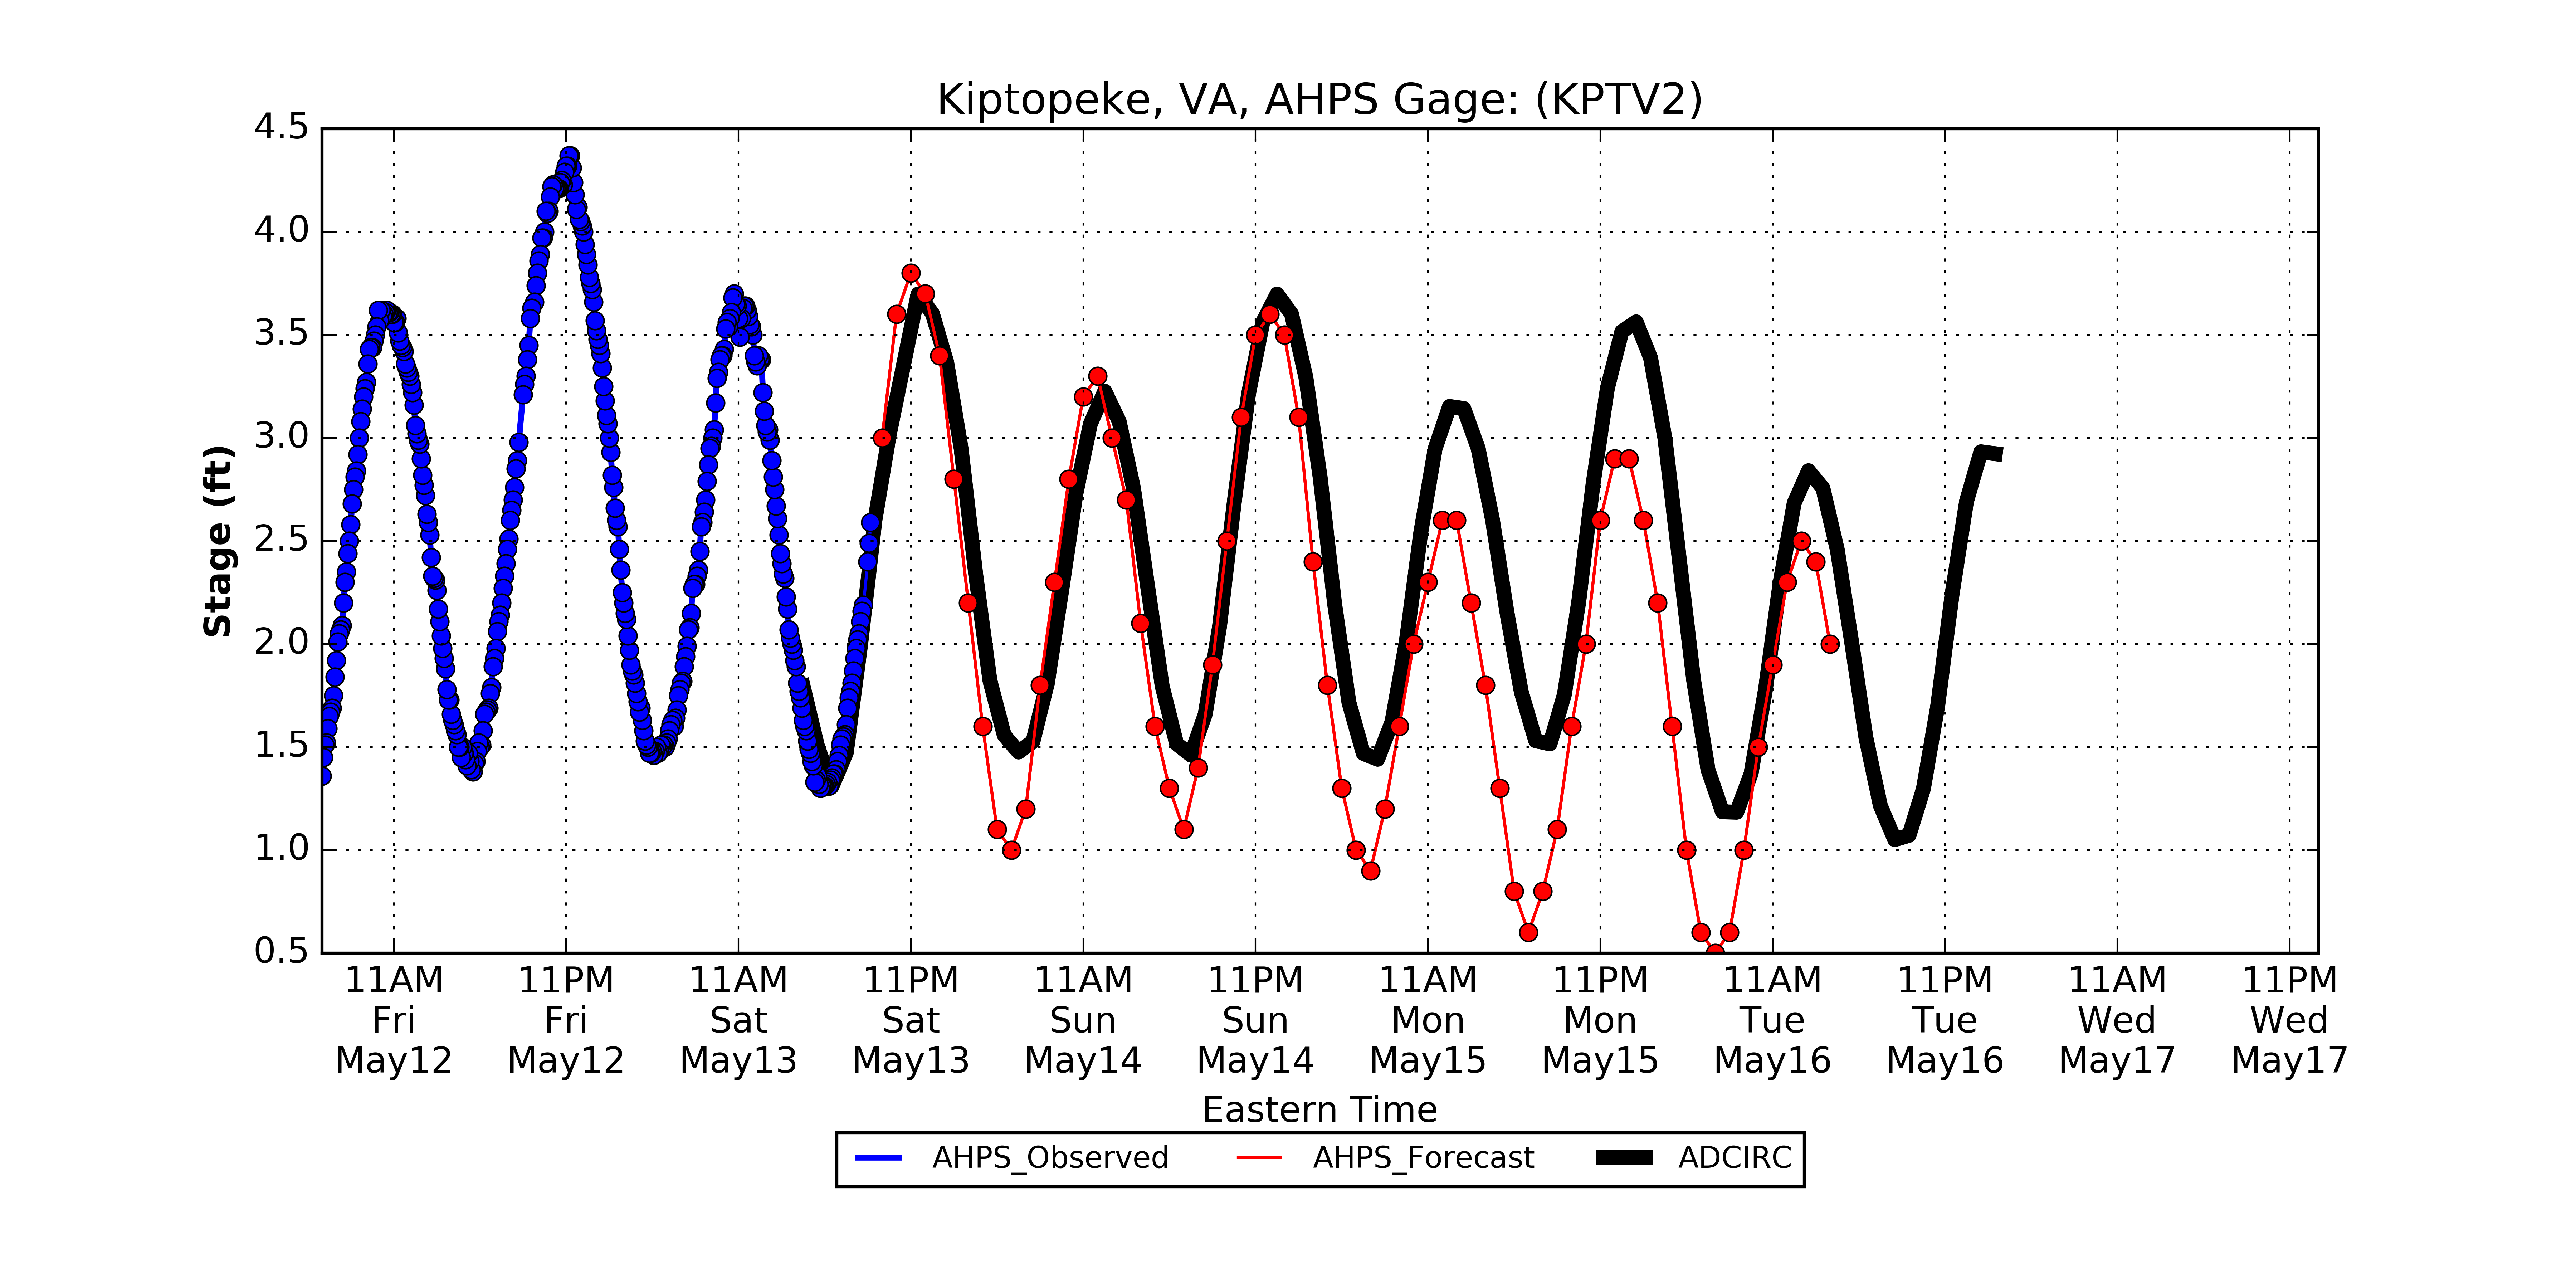 Kiptopeke, VA, AHPS Gage: (KPTV2)
4.5
4.0
3.5
3.0
2.5
2.0
1.5
1.0
0.5
Stage (ft)
11AM 11PM 11AM 11PM 11AM 11PM 11AM 11PM 11AM 11PM 11AM 11PM
Fri Fri Sat Sat Sun Sun Mon Mon Tue Tue Wed Wed
May12 May12 May13 May13 May14 May14 May15 May15 May16 May16 May17 May17
Eastern Time
AHPS_Observed AHPS_Forecast ADCIRC